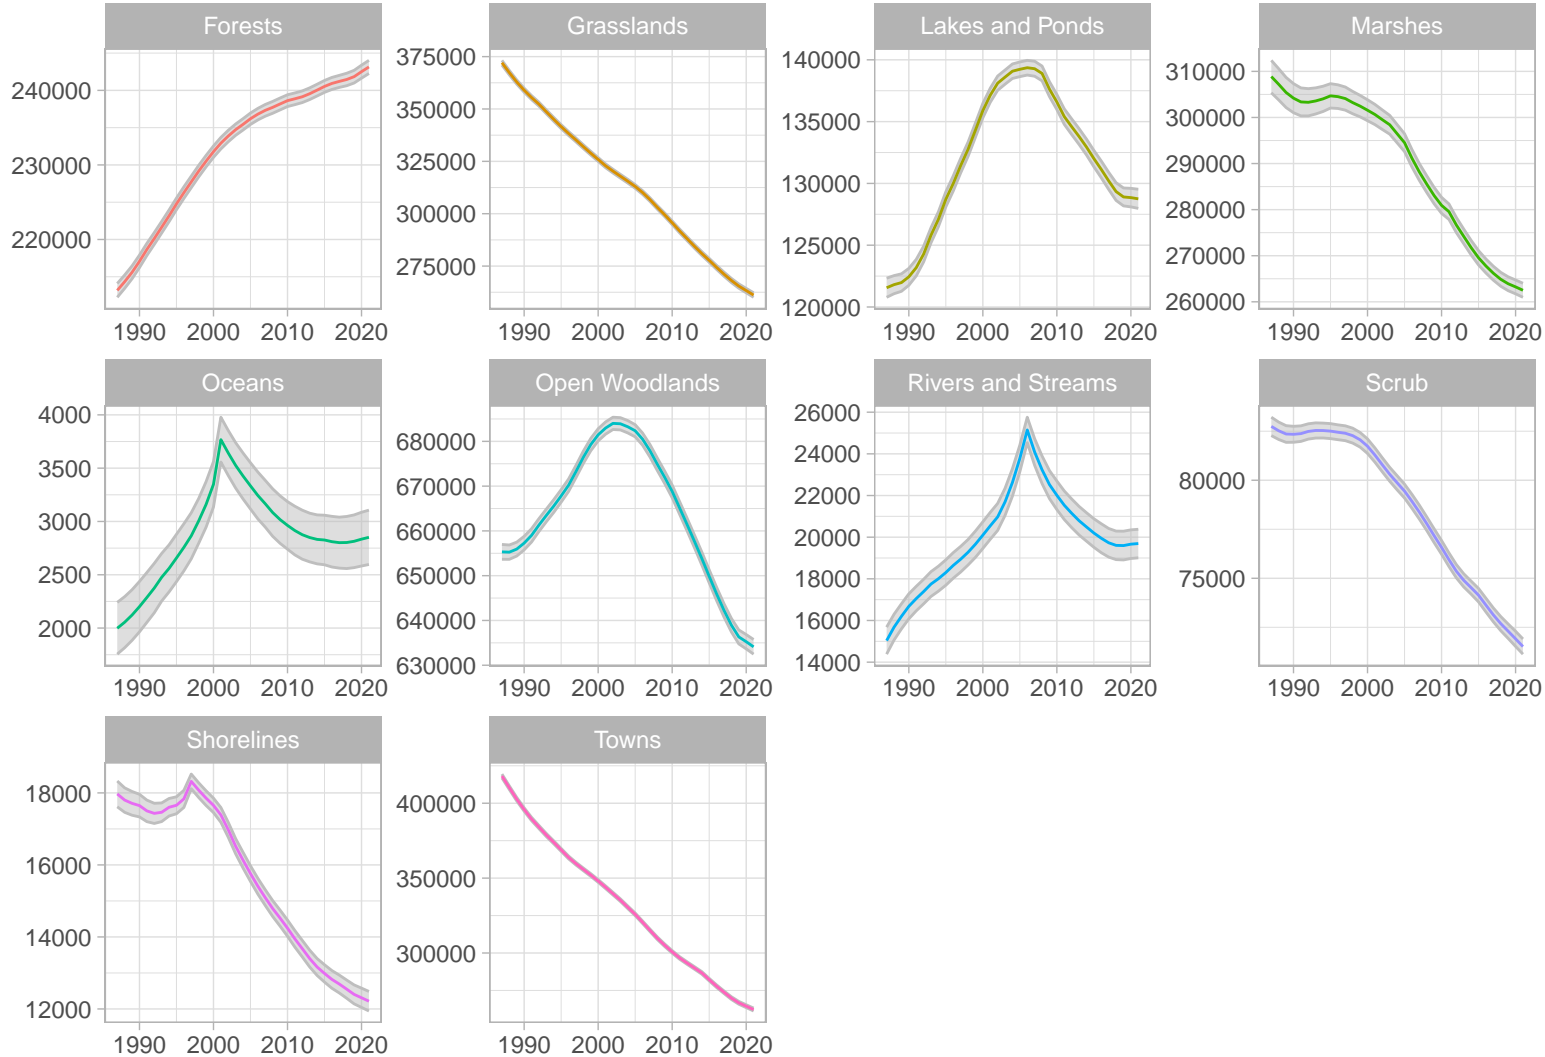 Forests
Grasslands
Lakes and Ponds
Marshes
240000
230000
220000
1990 2000 2010 2020
375000
350000
325000
300000
275000
1990 2000 2010 2020
140000
135000
130000
125000
120000
1990 2000 2010 2020
310000
300000
290000
280000
270000
260000
1990 2000 2010 2020
Oceans
Open Woodlands
Rivers and Streams
Scrub
4000
3500
3000
2500
2000
1990 2000 2010 2020
680000
670000
660000
650000
640000
630000
1990 2000 2010 2020
26000
24000
22000
20000
18000
16000
14000
1990 2000 2010 2020
80000
75000
1990 2000 2010 2020
Shorelines
Towns
18000
16000
14000
12000
1990 2000 2010 2020
400000
350000
300000
1990 2000 2010 2020